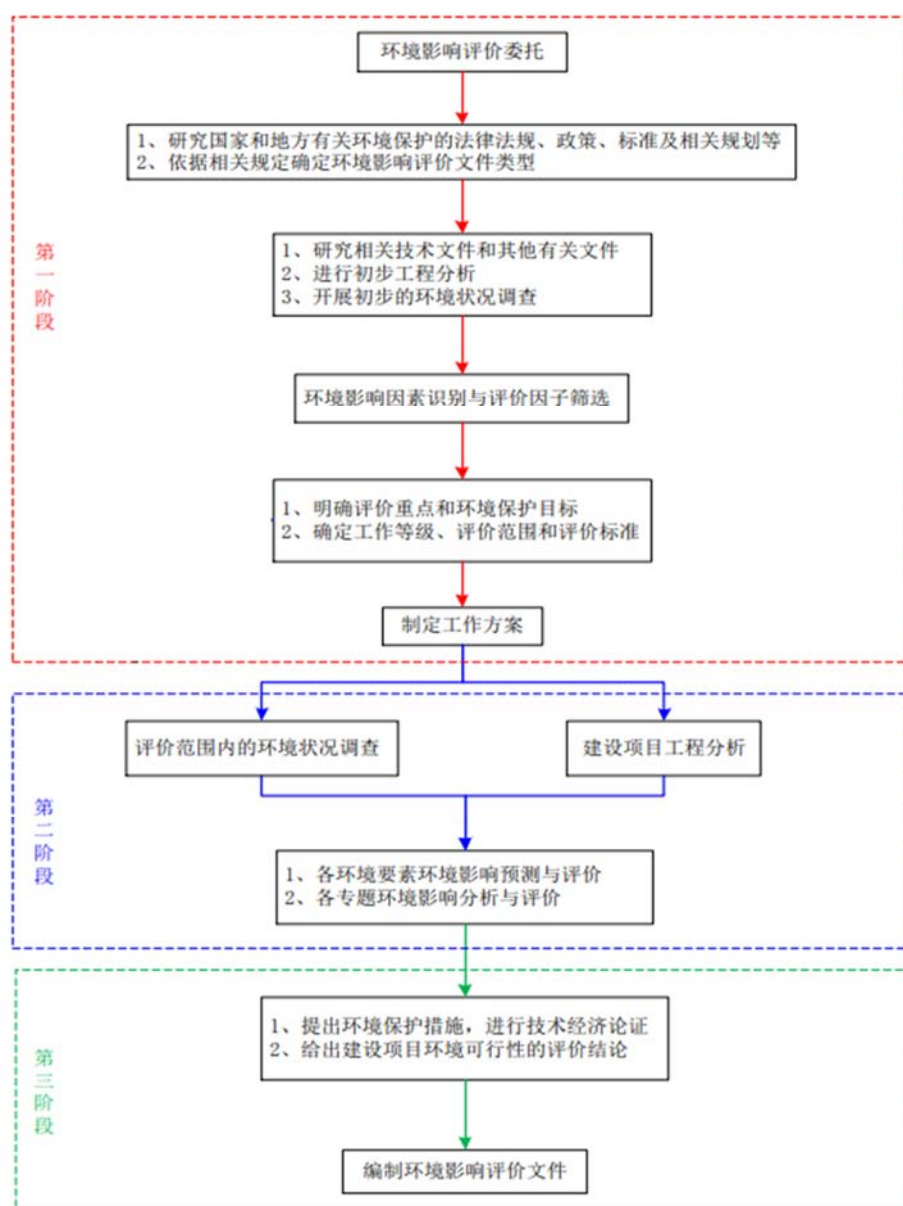 环境影响评价委托
1、研究国家和地方有关环境保护的法律法规、政策、标准及相关规划等
2、依据相关规定确定环境影响评价文件类型
第一阶段
1、研究相关技术文件和其他有关文件
2、进行初步工程分析
3、开展初步的环境状况调查
环境影响因素识别与评价因子筛选
1、明确评价重点和环境保护目标
2、确定工作等级、评价范围和评价标准
制定工作方案
评价范围内的环境状况调查
建设项目工程分析
第二阶段
1、各环境要素环境影响预测与评价
2、各专题环境影响分析与评价
第三阶段
1、提出环境保护措施，进行技术经济论证
2、给出建设项目环境可行性的评价结论
编制环境影响评价文件